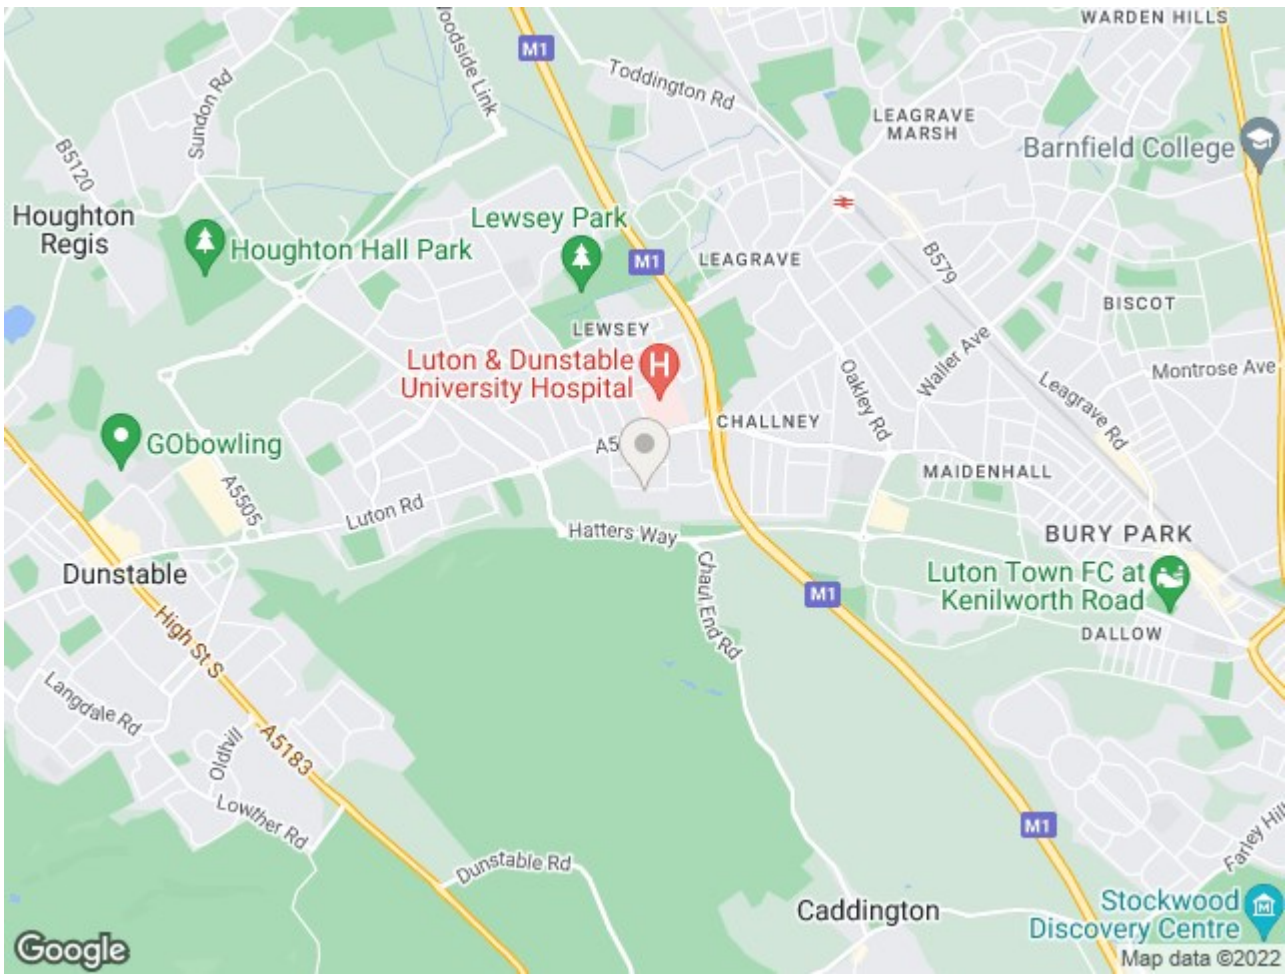 WARDEN HILLS
M1
Woodside Link
Toddington Rd
Sundon Rd
LEAGRAVE
MARSH
Barnfield College
B5120
Houghton
Regis
Lewsey Park
Houghton Hall Park
M1
LEAGRAVE
B579
BISCOT
LEWSEY
Luton & Dunstable
University Hospital
H
Oakley Rd
Waller Ave
Montrose Ave
Leagrave Rd
CHALLNEY
GObowling
A5
MAIDENHALL
A5505
Luton Rd
Hatters Way
BURY PARK
Dunstable
Chaul End Rd
Luton Town FC at
Kenilworth Road
M1
High St S
DALLOW
Langdale Rd
Oldhill
A5183
Lowther Rd
M1
Farley Hill
Dunstable Rd
Caddington
Stockwood
Discovery Centre
M
Google
Map data ©2022